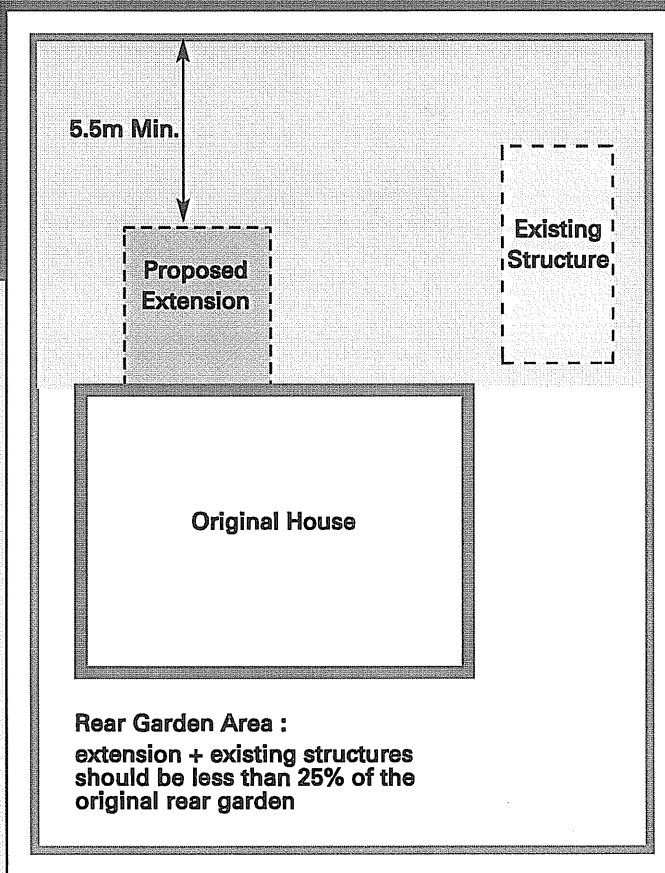 5.5m Min.
Existing
Structure
Proposed
Extension
Original House
Rear Garden Area :
extension + existing structures
should be less than 25% of the
original rear garden